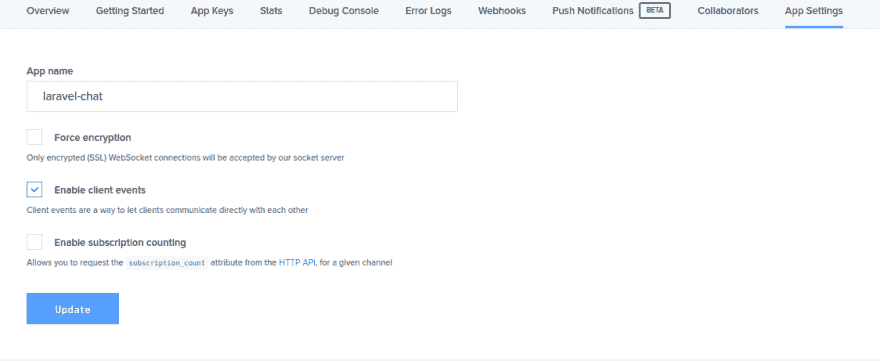 Overview Getting Started App Keys Stats Debug Console Error Logs Webhooks Push Notifications BETA Collaborators App Settings
App name
laravel-chat
Force encryption
Only encrypted (SSL) WebSocket connections will be accepted by our socket server
Enable client events
Client events are a way to let clients communicate directly with each other
Enable subscription counting
Allows you to request the subscription_count attribute from the HTTP API, for a given channel
Update